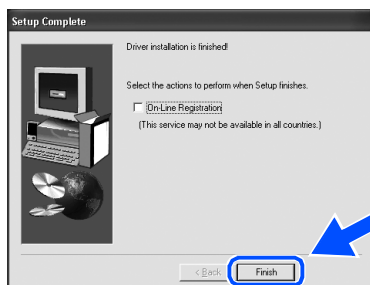 Setup Complete
Driver installation is finished!
Select the actions to perform when Setup finishes.
On-Line Registration
(This service may not be available in all countries.)
< Back
Finish